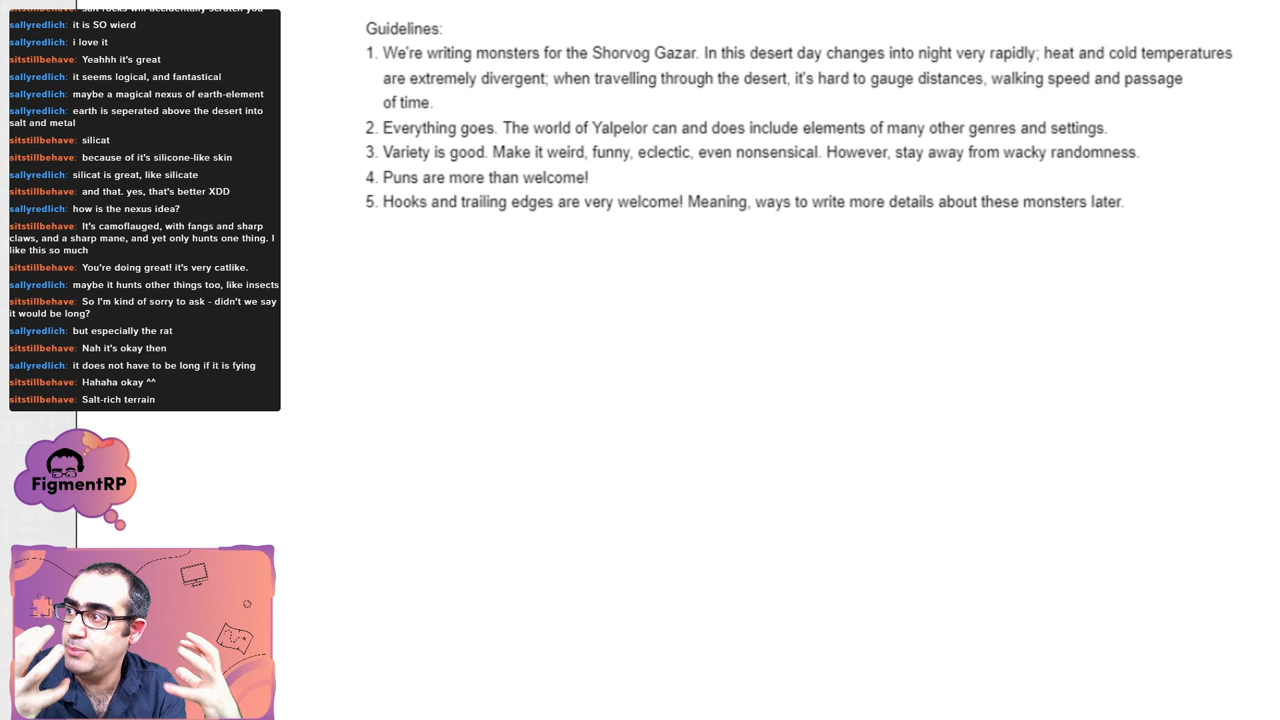 salt rocks will accidentally scratch you
sallyredlich: it is SO wierd
sallyredlich: i love it
sitstillbehave: Yeahhh it's great
sallyredlich: it seems logical, and fantastical
sallyredlich: maybe a magical nexus of earth-element
sallyredlich: earth is seperated above the desert into
salt and metal
sitstillbehave: silicat
sitstillbehave: because of it's silicone-like skin
sallyredlich: silicat is great, like silicate
sitstillbehave: and that. yes, that's better XDD
sallyredlich: how is the nexus idea?
sitstillbehave: It's camoflauged, with fangs and sharp
claws, and a sharp mane, and yet only hunts one thing. I
like this so much
sitstillbehave: You're doing great! it's very catlike.
sallyredlich: maybe it hunts other things too, like insects
sitstillbehave: So I'm kind of sorry to ask - didn't we say
it would be long?
sallyredlich: but especially the rat
sitstillbehave: Nah it's okay then
sallyredlich: it does not have to be long if it is fying
sitstillbehave: Hahaha okay ^^
sitstillbehave: Salt-rich terrain
FigmentRP
Guidelines:
1. We're writing monsters for the Shorvog Gazar. In this desert day changes into night very rapidly; heat and cold temperatures
are extremely divergent; when travelling through the desert, it's hard to gauge distances, walking speed and passage
of time.
2. Everything goes. The world of Yalpelor can and does include elements of many other genres and settings.
3. Variety is good. Make it weird, funny, eclectic, even nonsensical. However, stay away from wacky randomness.
4. Puns are more than welcome!
5. Hooks and trailing edges are very welcome! Meaning, ways to write more details about these monsters later.